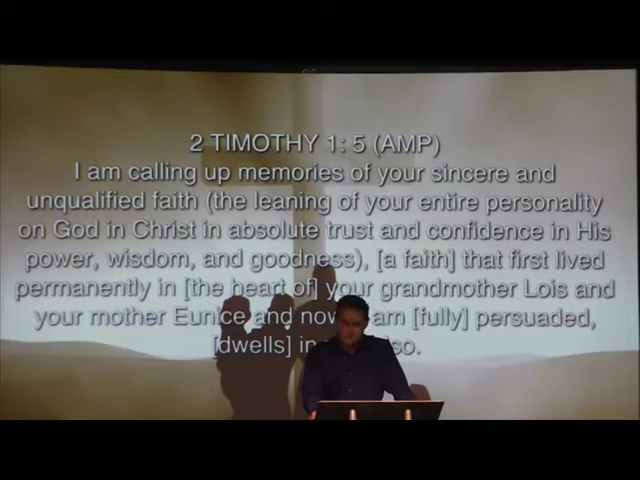 2 TIMOTHY 1: 5 (AMP)
I am calling up memories of your sincere and
unqualified faith (the leaning of your entire personality
on God in Christ in absolute trust and confidence in His
power, wisdom, and goodness), [a faith] that first lived
permanently in [the heart of] your grandmother Lois and
your mother Eunice and now am [fully] persuaded,
[dwells] in